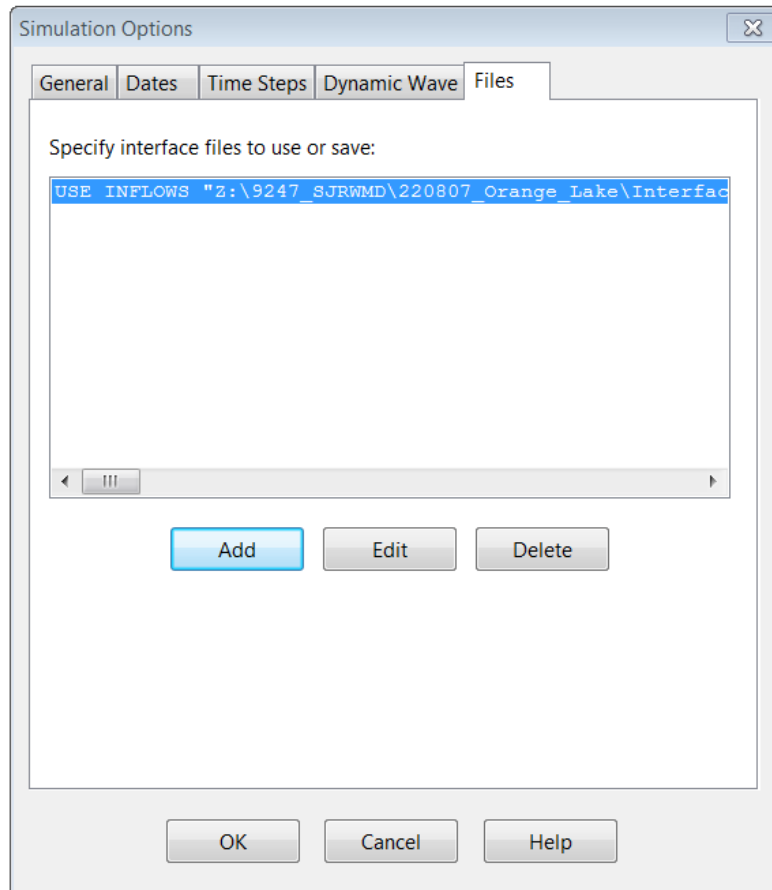 Simulation Options
General Dates Time Steps Dynamic Wave Files
Specify interface files to use or save:
USE INFLOWS "Z:\9247_SJRWMD\220807_Orange_Lake\Interfac
Add Edit Delete
OK Cancel Help